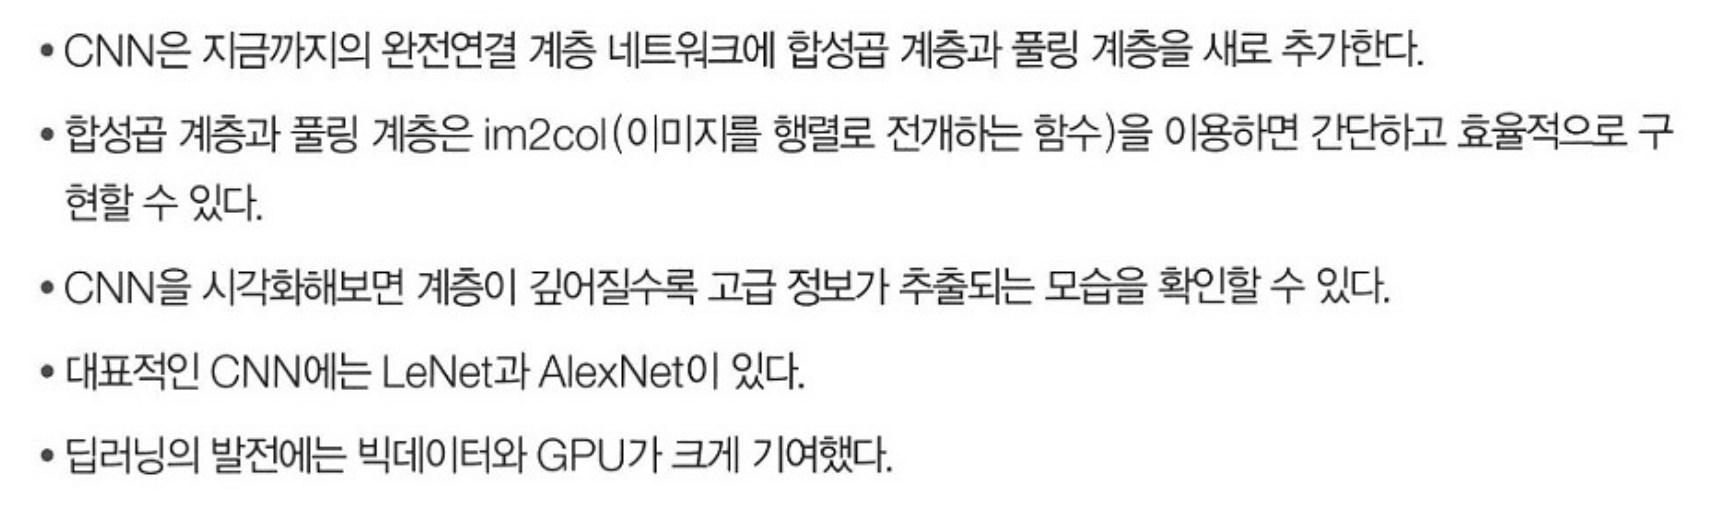 • CNN은 지금까지의 완전연결 계층 네트워크에 합성곱 계층과 풀링 계층을 새로 추가한다.
• 합성곱 계층과 풀링 계층은 im2col(이미지를 행렬로 전개하는 함수)을 이용하면 간단하고 효율적으로 구
현할 수 있다.
• CNN을 시각화해보면 계층이 깊어질수록 고급 정보가 추출되는 모습을 확인할 수 있다.
• 대표적인 CNN에는 LeNet과 AlexNet이 있다.
• 딥러닝의 발전에는 빅데이터와 GPU가 크게 기여했다.